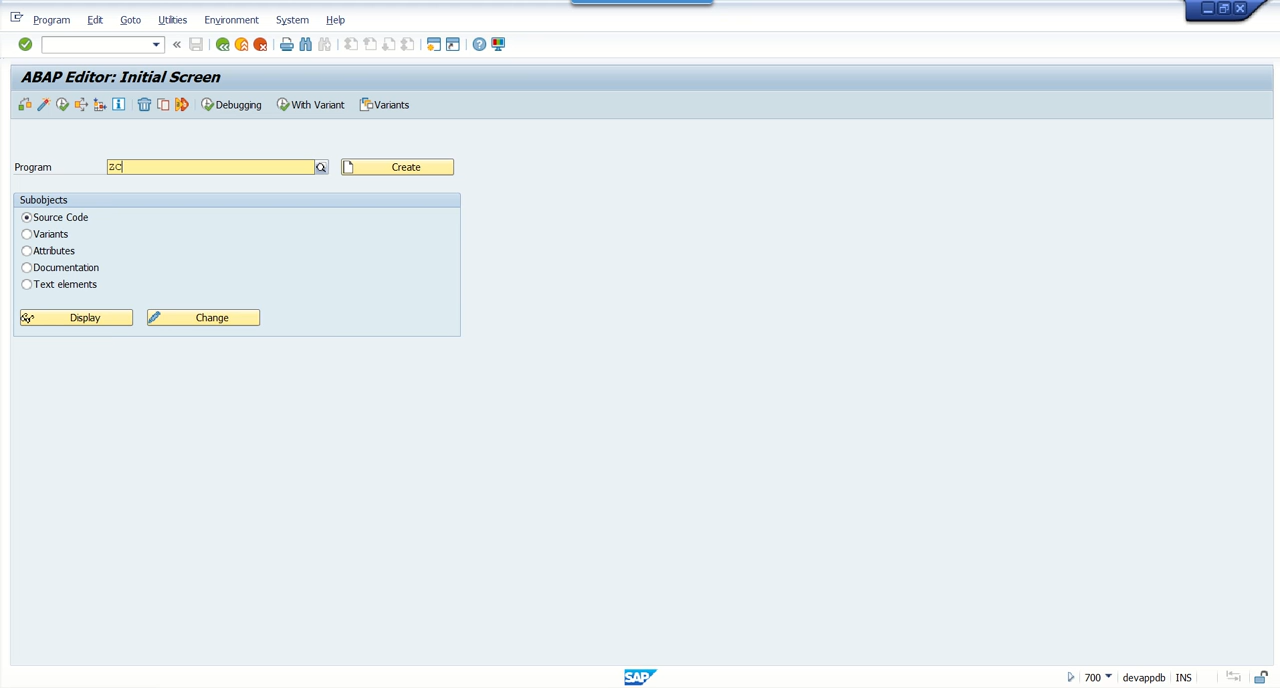 Program Edit Goto Utilities Environment System Help
ABAP Editor: Initial Screen
Debugging With Variant Variants
Program ZC Create
Subobjects
Source Code
Variants
Attributes
Documentation
Text elements
Display Change
SAP 700 devappdb INS